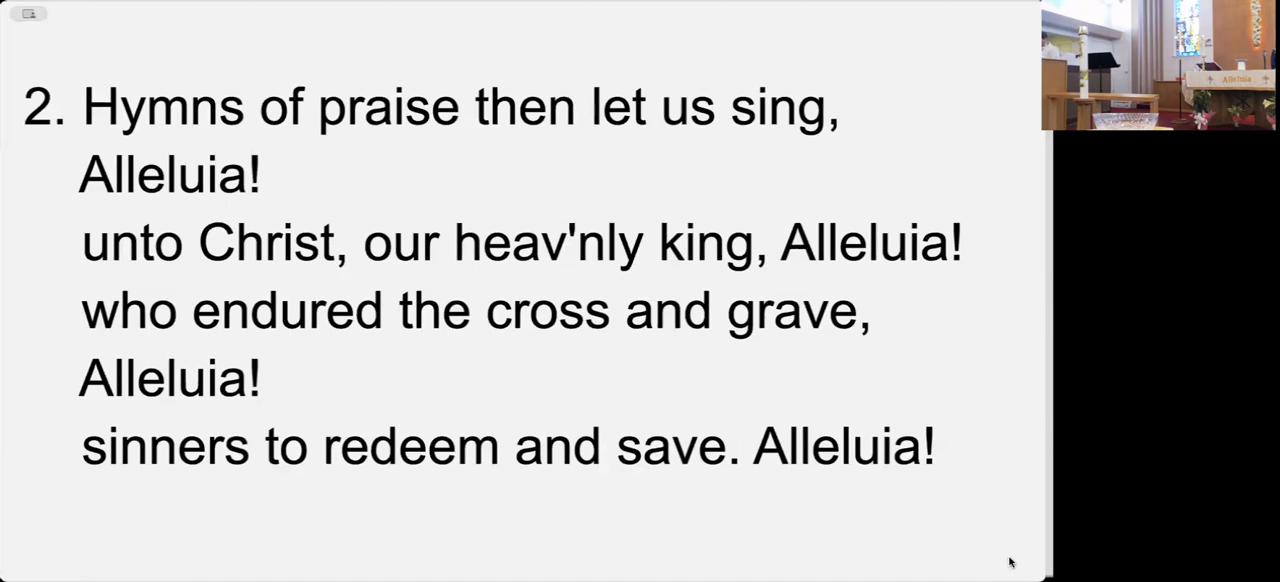 2. Hymns of praise then let us sing,
Alleluia!
unto Christ, our heav'nly king, Alleluia!
who endured the cross and grave,
Alleluia!
sinners to redeem and save. Alleluia!
Alleluia